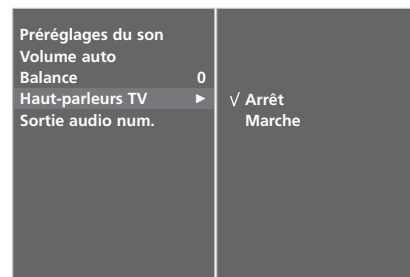 Préréglages du son
Volume auto
Balance 0
Haut-parleurs TV ►
Sortie audio num.
√ Arrêt
Marche